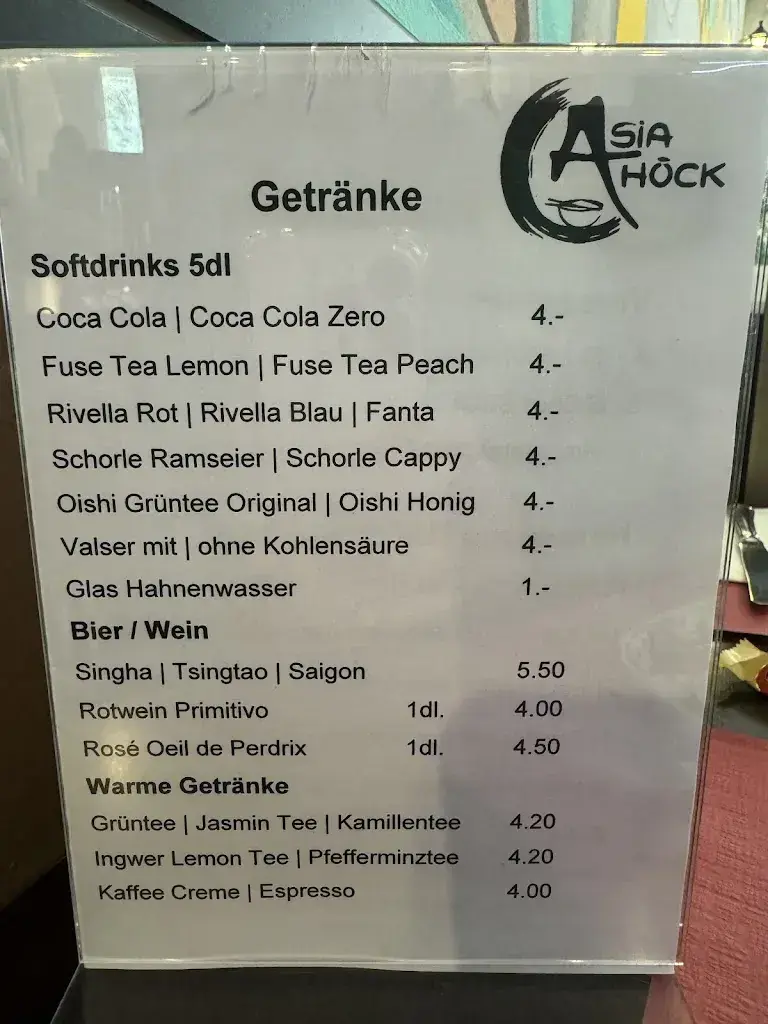 ASiA
HÖCK
Getränke
Softdrinks 5dl
Coca Cola | Coca Cola Zero 4.-
Fuse Tea Lemon | Fuse Tea Peach 4.-
Rivella Rot | Rivella Blau | Fanta 4.-
Schorle Ramseier | Schorle Cappy 4.-
Oishi Grüntee Original | Oishi Honig 4.-
Valser mit | ohne Kohlensäure 4.-
Glas Hahnenwasser 1.-
Bier / Wein
Singha | Tsingtao | Saigon 5.50
Rotwein Primitivo 1dl. 4.00
Rosé Oeil de Perdrix 1dl. 4.50
Warme Getränke
Grüntee | Jasmin Tee | Kamillentee 4.20
Ingwer Lemon Tee | Pfefferminztee 4.20
Kaffee Creme | Espresso 4.00